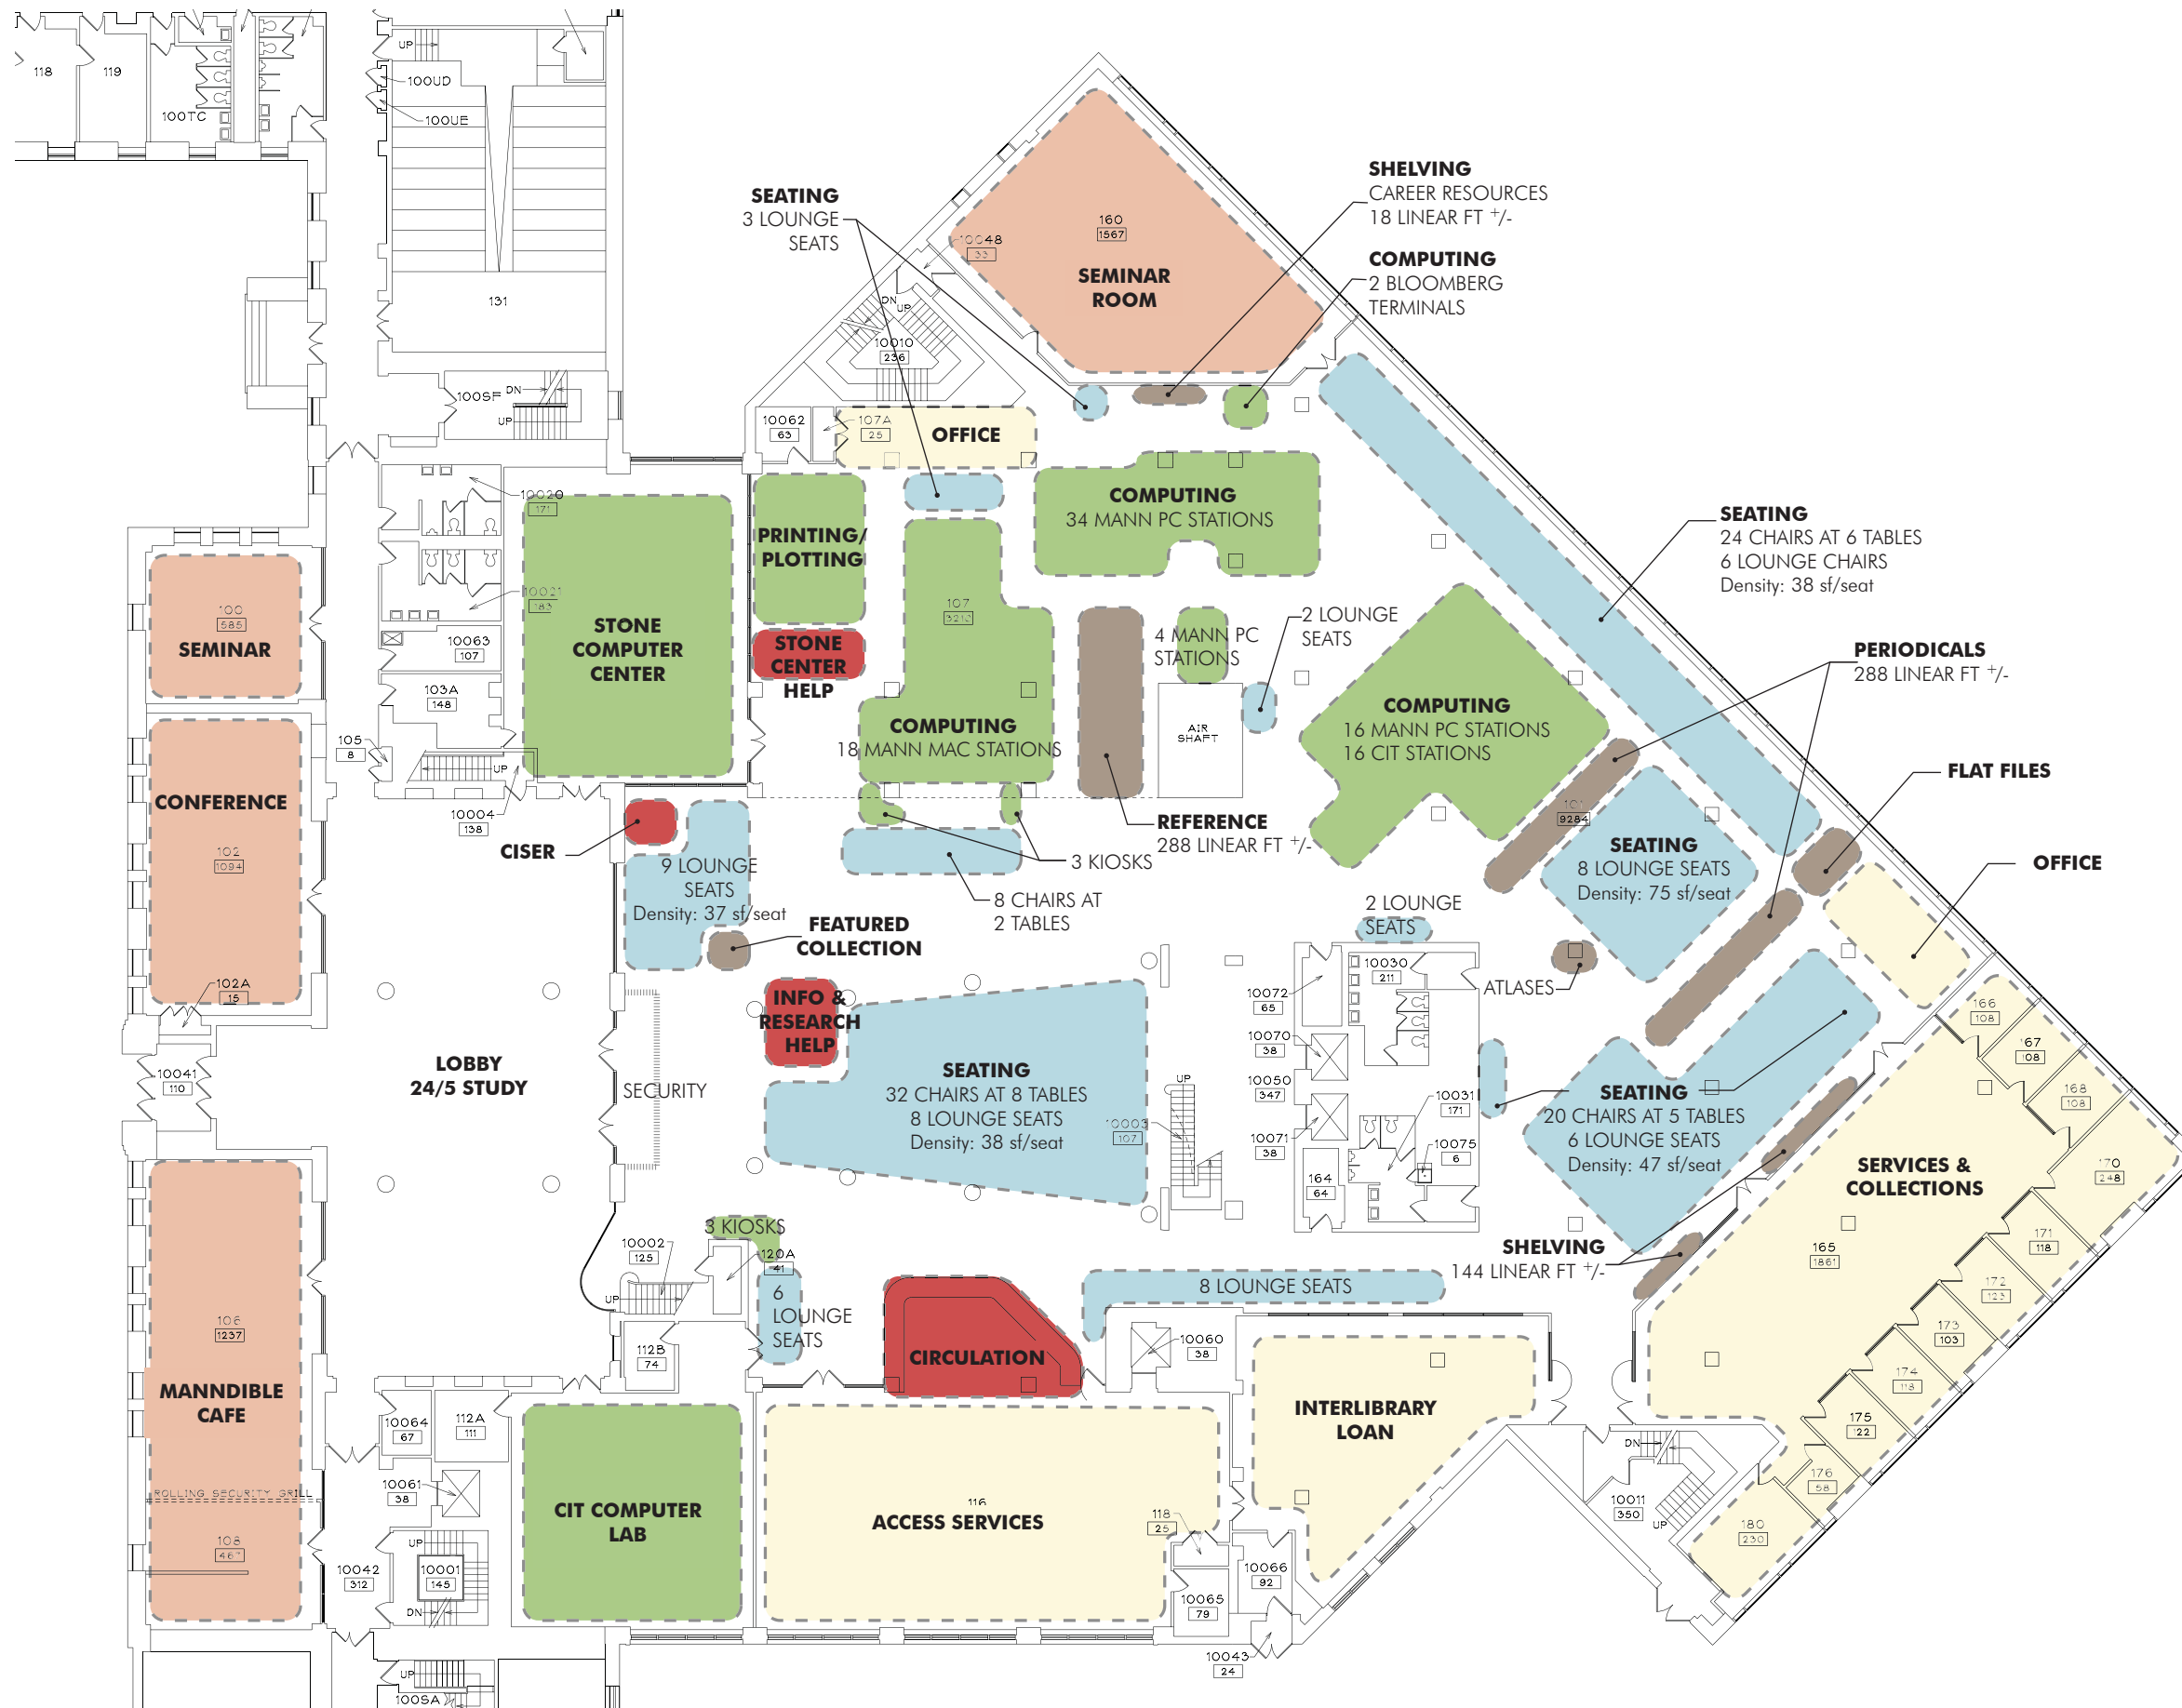 118
119
100TC
UP
100UD
100UE
131
100SF
DN
UP
SEATING
3 LOUNGE
SEATS
SHELVING
CAREER RESOURCES
18 LINEAR FT +/-
COMPUTING
2 BLOOMBERG
TERMINALS
160
1567
SEMINAR
ROOM
10048
33
DN
UP
10010
236
10062
63
107A
25
OFFICE
10020
171
10021
183
10063
107
103A
148
105
8
UP
10004
138
STONE
COMPUTER
CENTER
PRINTING/
PLOTTING
STONE
CENTER
HELP
COMPUTING
34 MANN PC STATIONS
107
3210
COMPUTING
18 MANN MAC STATIONS
4 MANN PC
STATIONS
2 LOUNGE
SEATS
AIR
SHAFT
COMPUTING
16 MANN PC STATIONS
16 CIT STATIONS
SEATING
24 CHAIRS AT 6 TABLES
6 LOUNGE CHAIRS
Density: 38 sf/seat
PERIODICALS
288 LINEAR FT +/-
FLAT FILES
OFFICE
100
585
SEMINAR
CONFERENCE
102
1094
102A
15
10041
110
CISER
9 LOUNGE
SEATS
Density: 37 sf/seat
FEATURED
COLLECTION
3 KIOSKS
8 CHAIRS AT
2 TABLES
REFERENCE
288 LINEAR FT +/-
101
9284
SEATING
8 LOUNGE SEATS
Density: 75 sf/seat
2 LOUNGE
SEATS
ATLASES
INFO &
RESEARCH
HELP
LOBBY
24/5 STUDY
SECURITY
SEATING
32 CHAIRS AT 8 TABLES
8 LOUNGE SEATS
Density: 38 sf/seat
UP
10003
107
10072
65
10030
211
10070
38
10050
347
10071
38
10031
171
10075
6
164
64
SEATING
20 CHAIRS AT 5 TABLES
6 LOUNGE SEATS
Density: 47 sf/seat
166
108
167
108
168
108
170
248
171
118
172
123
173
103
174
113
175
122
176
58
180
230
SERVICES &
COLLECTIONS
165
1861
SHELVING
144 LINEAR FT +/-
3 KIOSKS
10002
125
120A
41
UP
6
LOUNGE
SEATS
112B
74
8 LOUNGE SEATS
CIRCULATION
10060
38
106
1237
MANNDIBLE
CAFE
ROLLING SECURITY GRILL
108
467
10064
67
112A
111
10061
38
UP
10001
145
DN
10042
312
UP
100SA
CIT COMPUTER
LAB
116
ACCESS SERVICES
118
25
10065
79
10066
92
10043
24
INTERLIBRARY
LOAN
DN
10011
350
UP